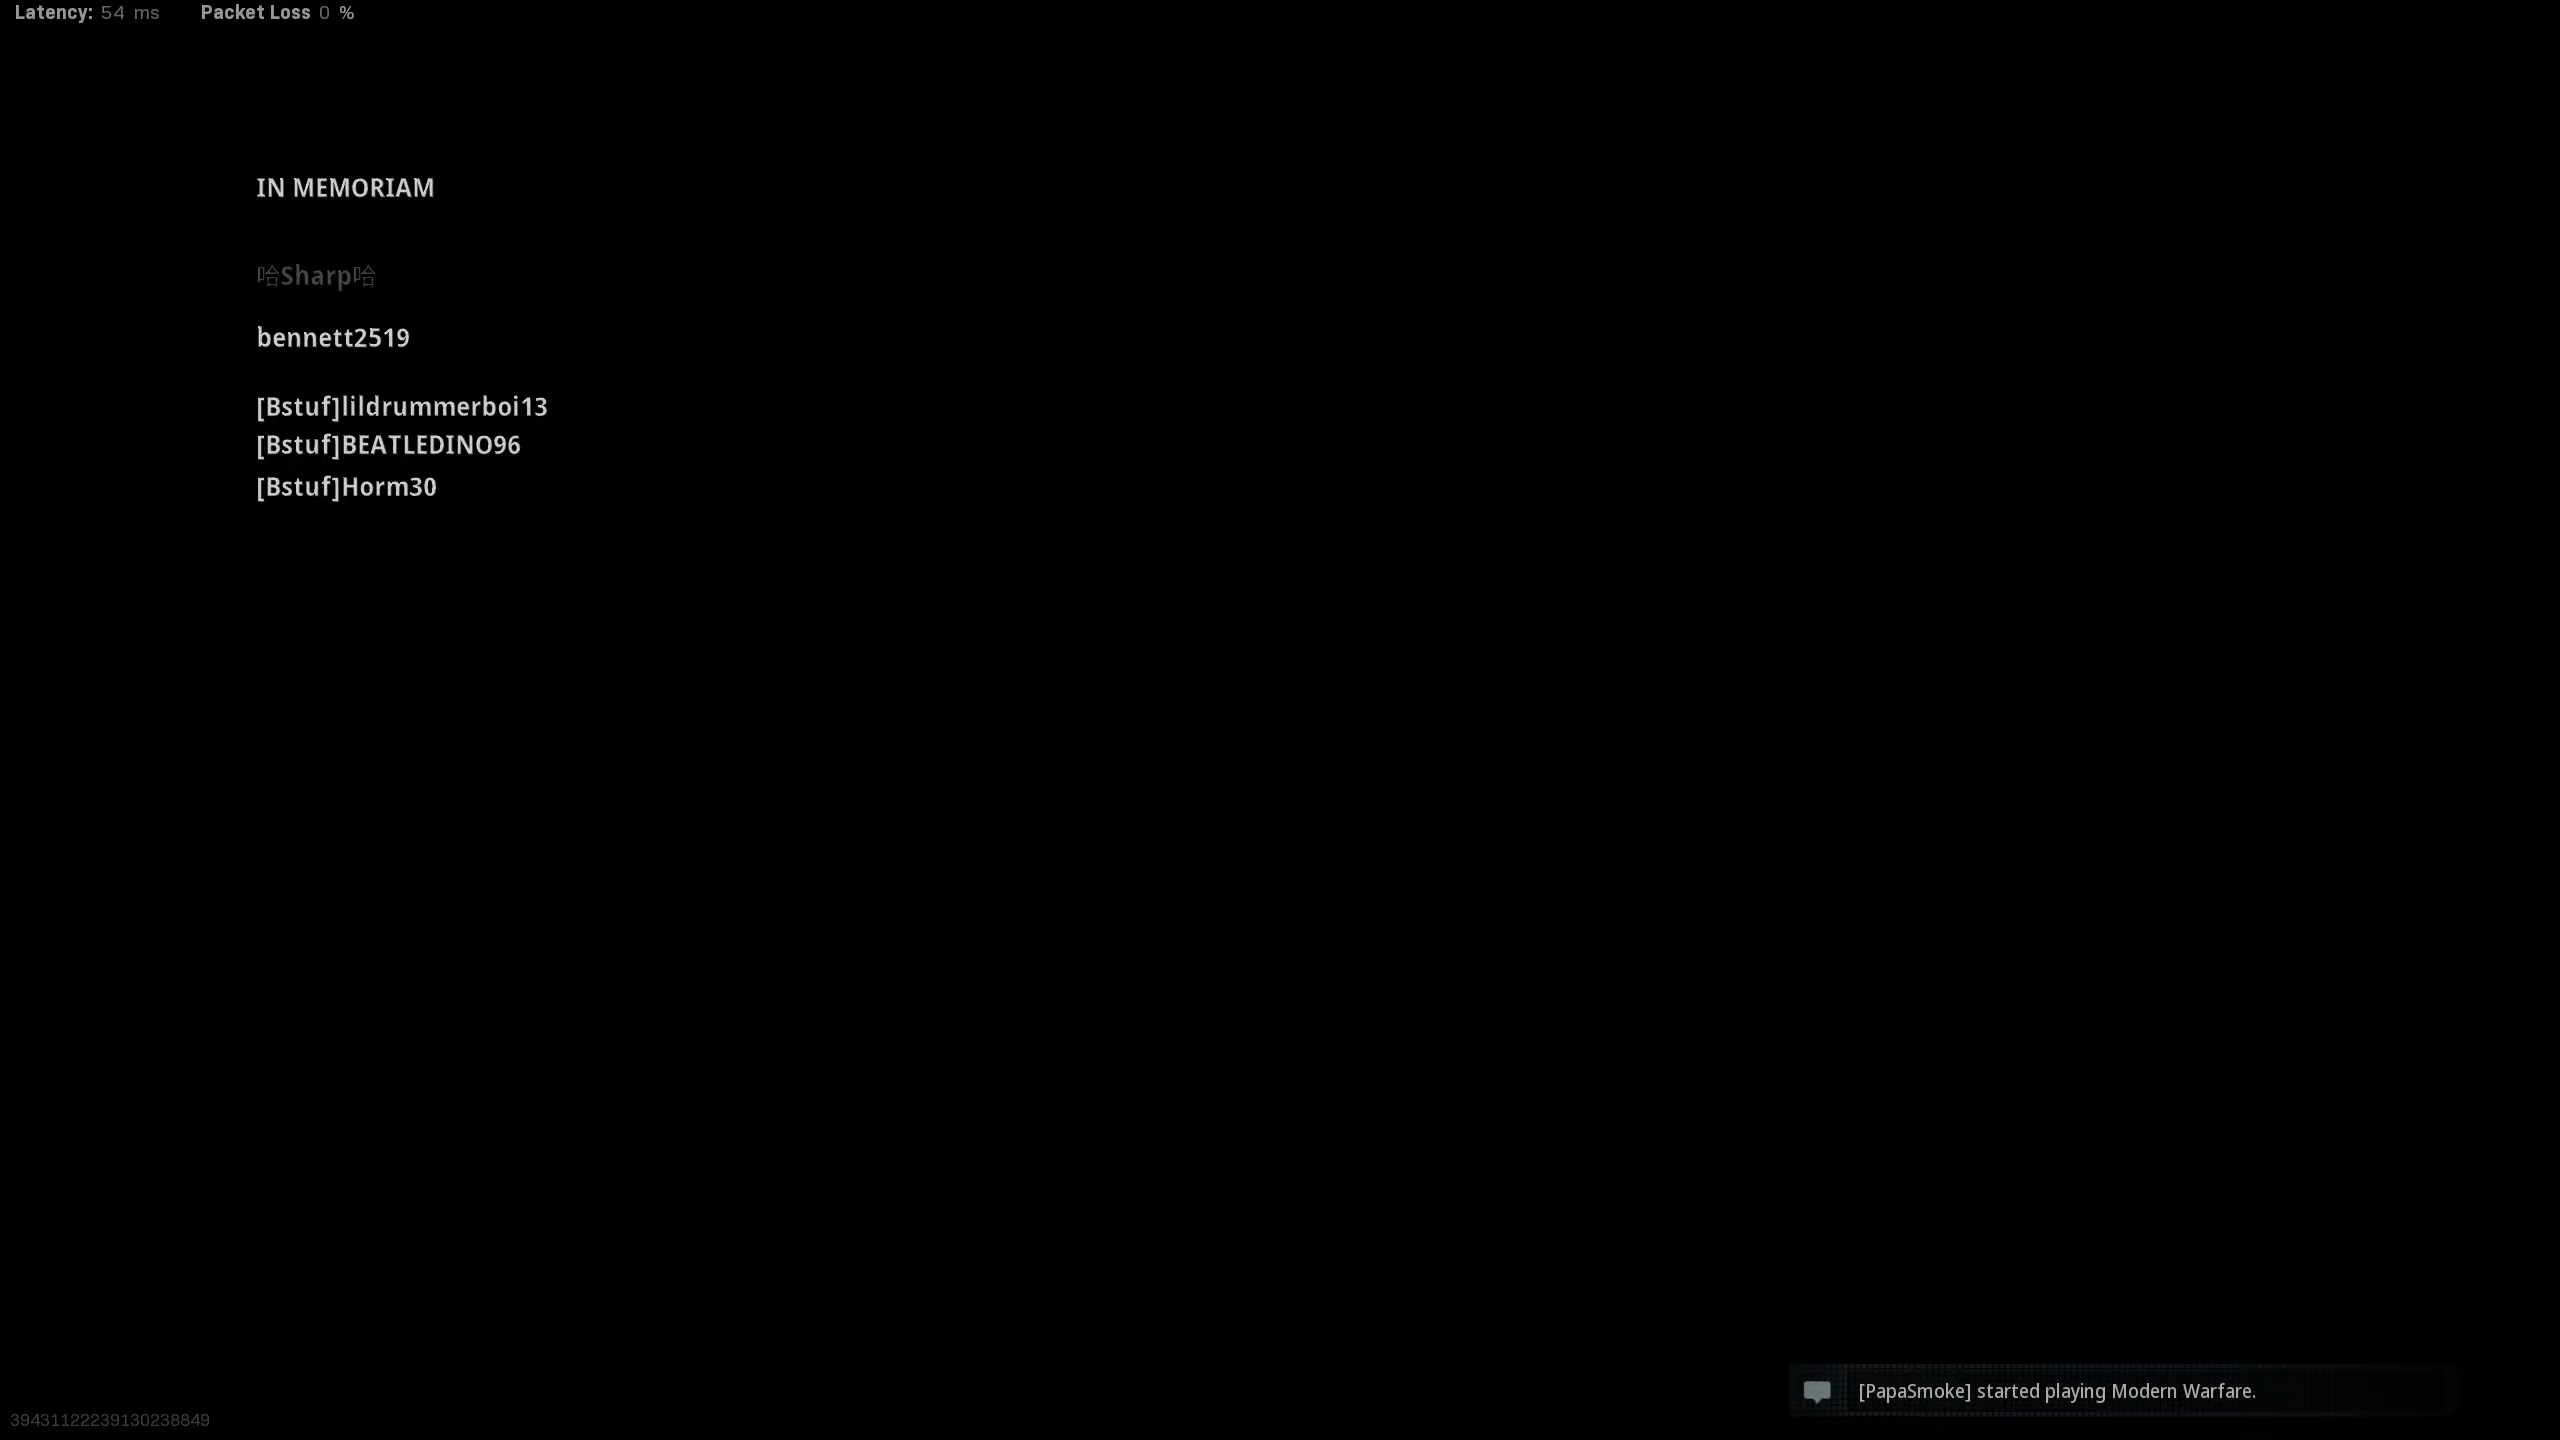 Latency: 54 ms Packet Loss 0 %
IN MEMORIAM
哈Sharp哈
bennett2519
[Bstuf]lildrummerboi13
[Bstuf]BEATLEDINO96
[Bstuf]Horm30
[PapaSmoke] started playing Modern Warfare.
39431122239130238849